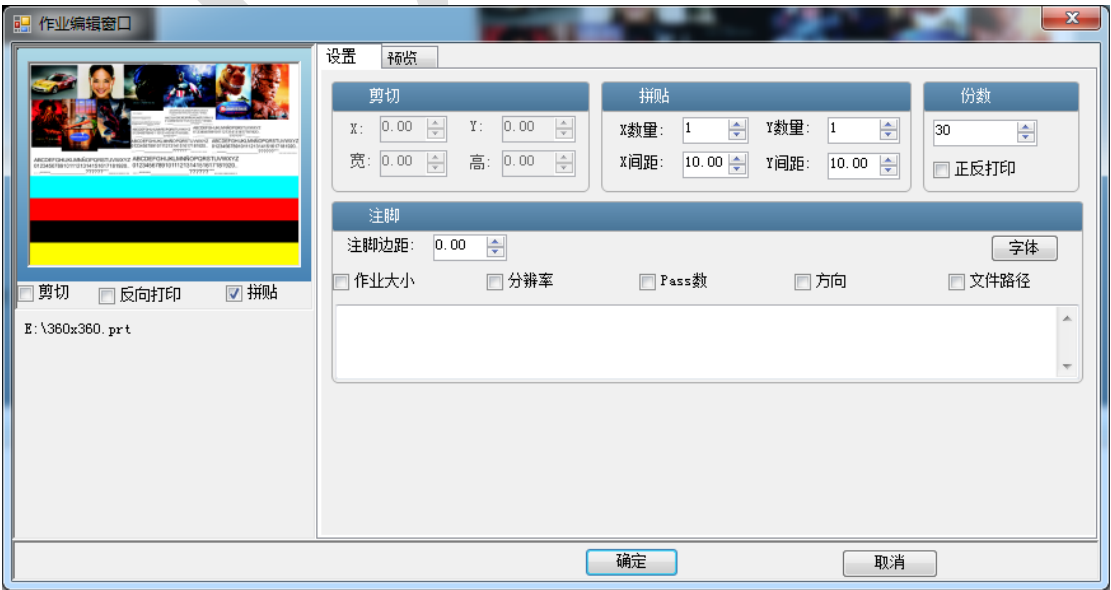 作业编辑窗口
设置 预览
剪切 拼贴 份数
X: 0.00 Y: 0.00 X数量: 1 Y数量: 1 30
宽: 0.00 高: 0.00 X间距: 10.00 Y间距: 10.00 正反打印
注脚
注脚边距: 0.00 字体
作业大小 分辨率 Pass数 方向 文件路径
剪切 反向打印 拼贴
E:\360x360.prt
确定 取消